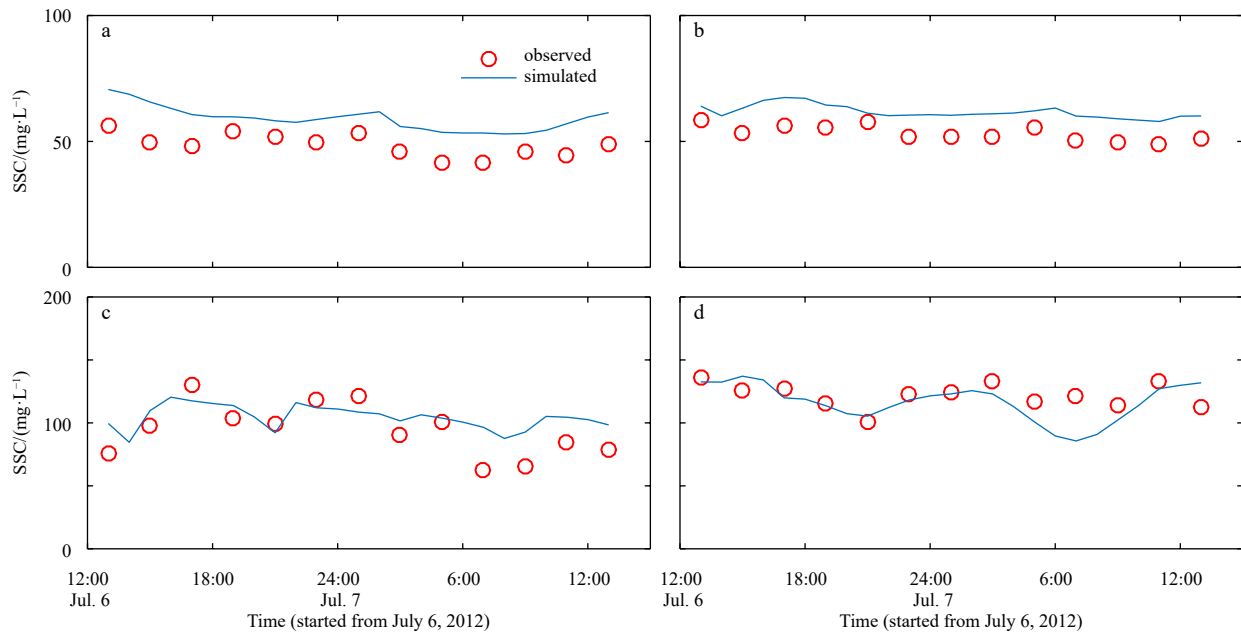 100
50
0
SSC/(mg·L⁻¹)
a
observed
simulated
b
200
100
0
SSC/(mg·L⁻¹)
c
d
12:00
18:00
24:00
6:00
12:00
Jul. 6
Jul. 7
Time (started from July 6, 2012)
12:00
18:00
24:00
6:00
12:00
Jul. 6
Jul. 7
Time (started from July 6, 2012)